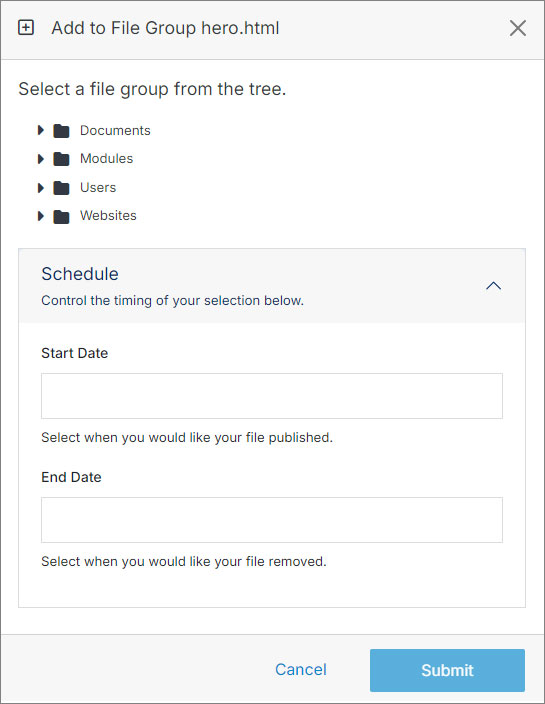 Add to File Group hero.html
Select a file group from the tree.
Documents
Modules
Users
Websites
Schedule
Control the timing of your selection below.
Start Date
Select when you would like your file published.
End Date
Select when you would like your file removed.
Cancel
Submit